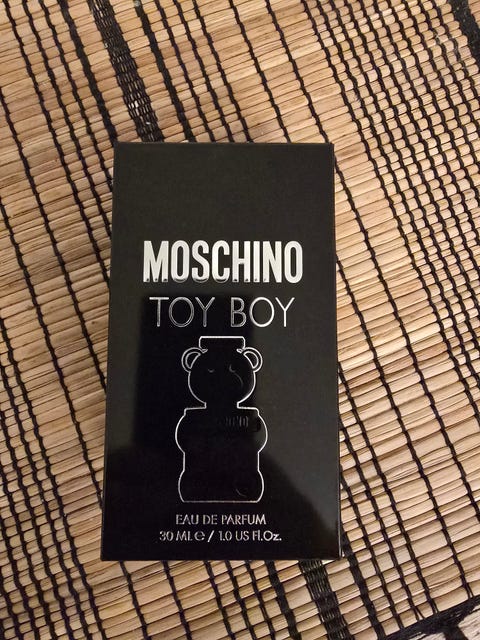 MOSCHINO
TOY BOY
EAU DE PARFUM
30 ML ℮ / 1.0 US Fl.Oz.